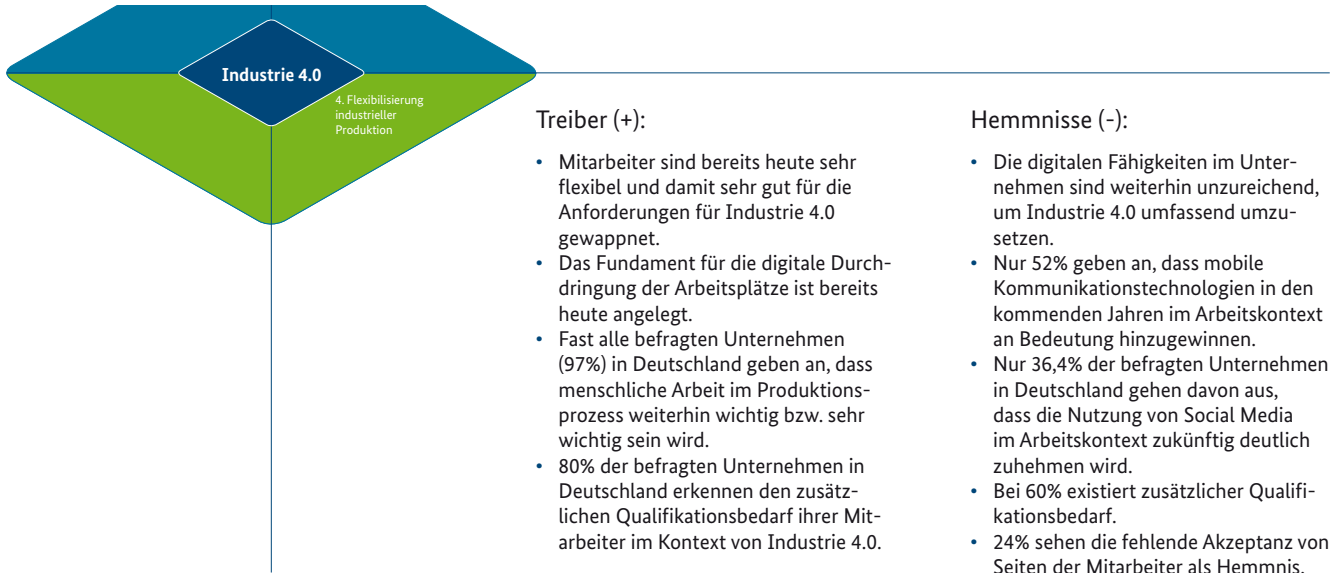 Industrie 4.0
4. Flexibilisierung
industrieller
Produktion
Treiber (+):
• Mitarbeiter sind bereits heute sehr
flexibel und damit sehr gut für die
Anforderungen für Industrie 4.0
gewappnet.
• Das Fundament für die digitale Durch-
dringung der Arbeitsplätze ist bereits
heute angelegt.
• Fast alle befragten Unternehmen
(97%) in Deutschland geben an, dass
menschliche Arbeit im Produktions-
prozess weiterhin wichtig bzw. sehr
wichtig sein wird.
• 80% der befragten Unternehmen in
Deutschland erkennen den zusätz-
lichen Qualifikationsbedarf ihrer Mit-
arbeiter im Kontext von Industrie 4.0.
Hemmnisse (-):
• Die digitalen Fähigkeiten im Unter-
nehmen sind weiterhin unzureichend,
um Industrie 4.0 umfassend umzu-
setzen.
• Nur 52% geben an, dass mobile
Kommunikationstechnologien in den
kommenden Jahren im Arbeitskontext
an Bedeutung hinzugewinnen.
• Nur 36,4% der befragten Unternehmen
in Deutschland gehen davon aus,
dass die Nutzung von Social Media
im Arbeitskontext zukünftig deutlich
zuhehmen wird.
• Bei 60% existiert zusätzlicher Qualifi-
kationsbedarf.
• 24% sehen die fehlende Akzeptanz von
Seiten der Mitarbeiter als Hemmnis.